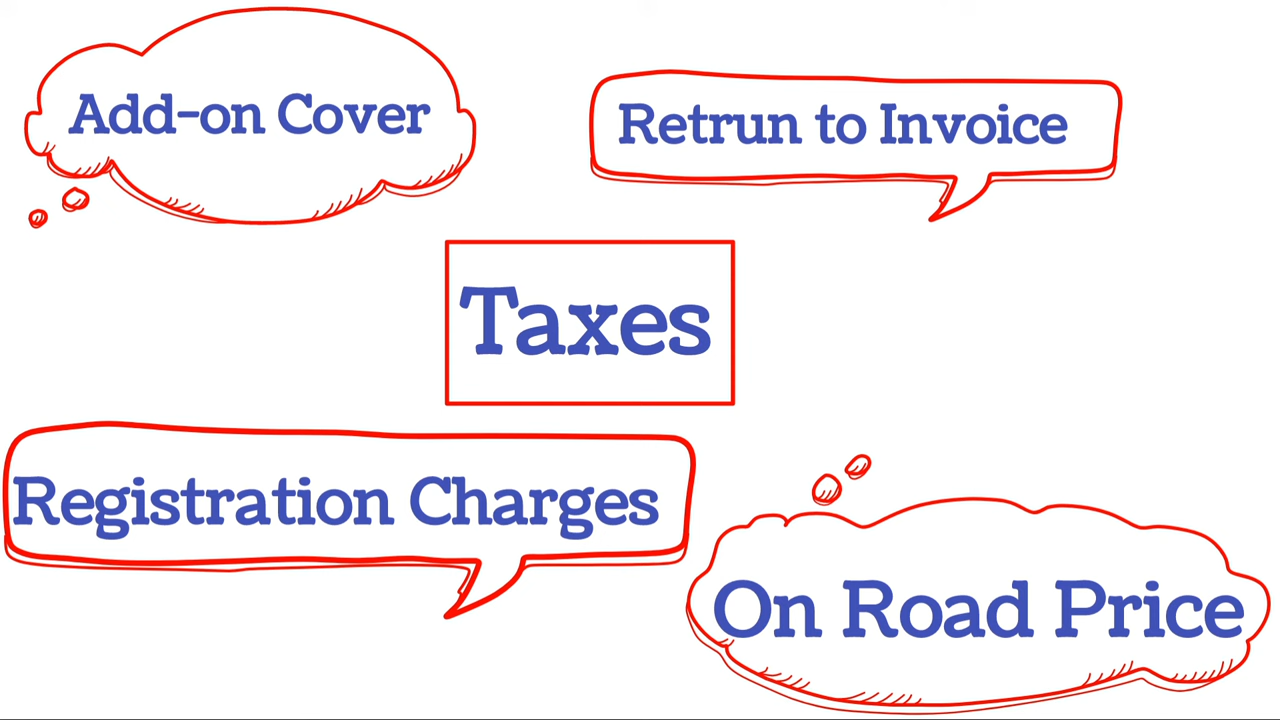 Add-on Cover
Retrun to Invoice
Taxes
Registration Charges
On Road Price